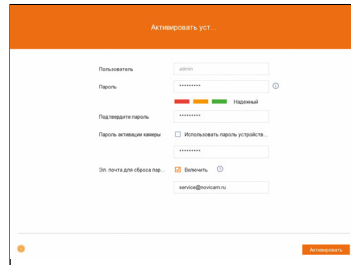 Активировать уст...
Пользователь admin
Пароль •••••••••
Надежный
Подтвердите пароль •••••••••
Пароль активации камеры Использовать пароль устройств...
•••••••••
Эл. почта для сброса пар... Включить
service@novicam.ru
Активировать